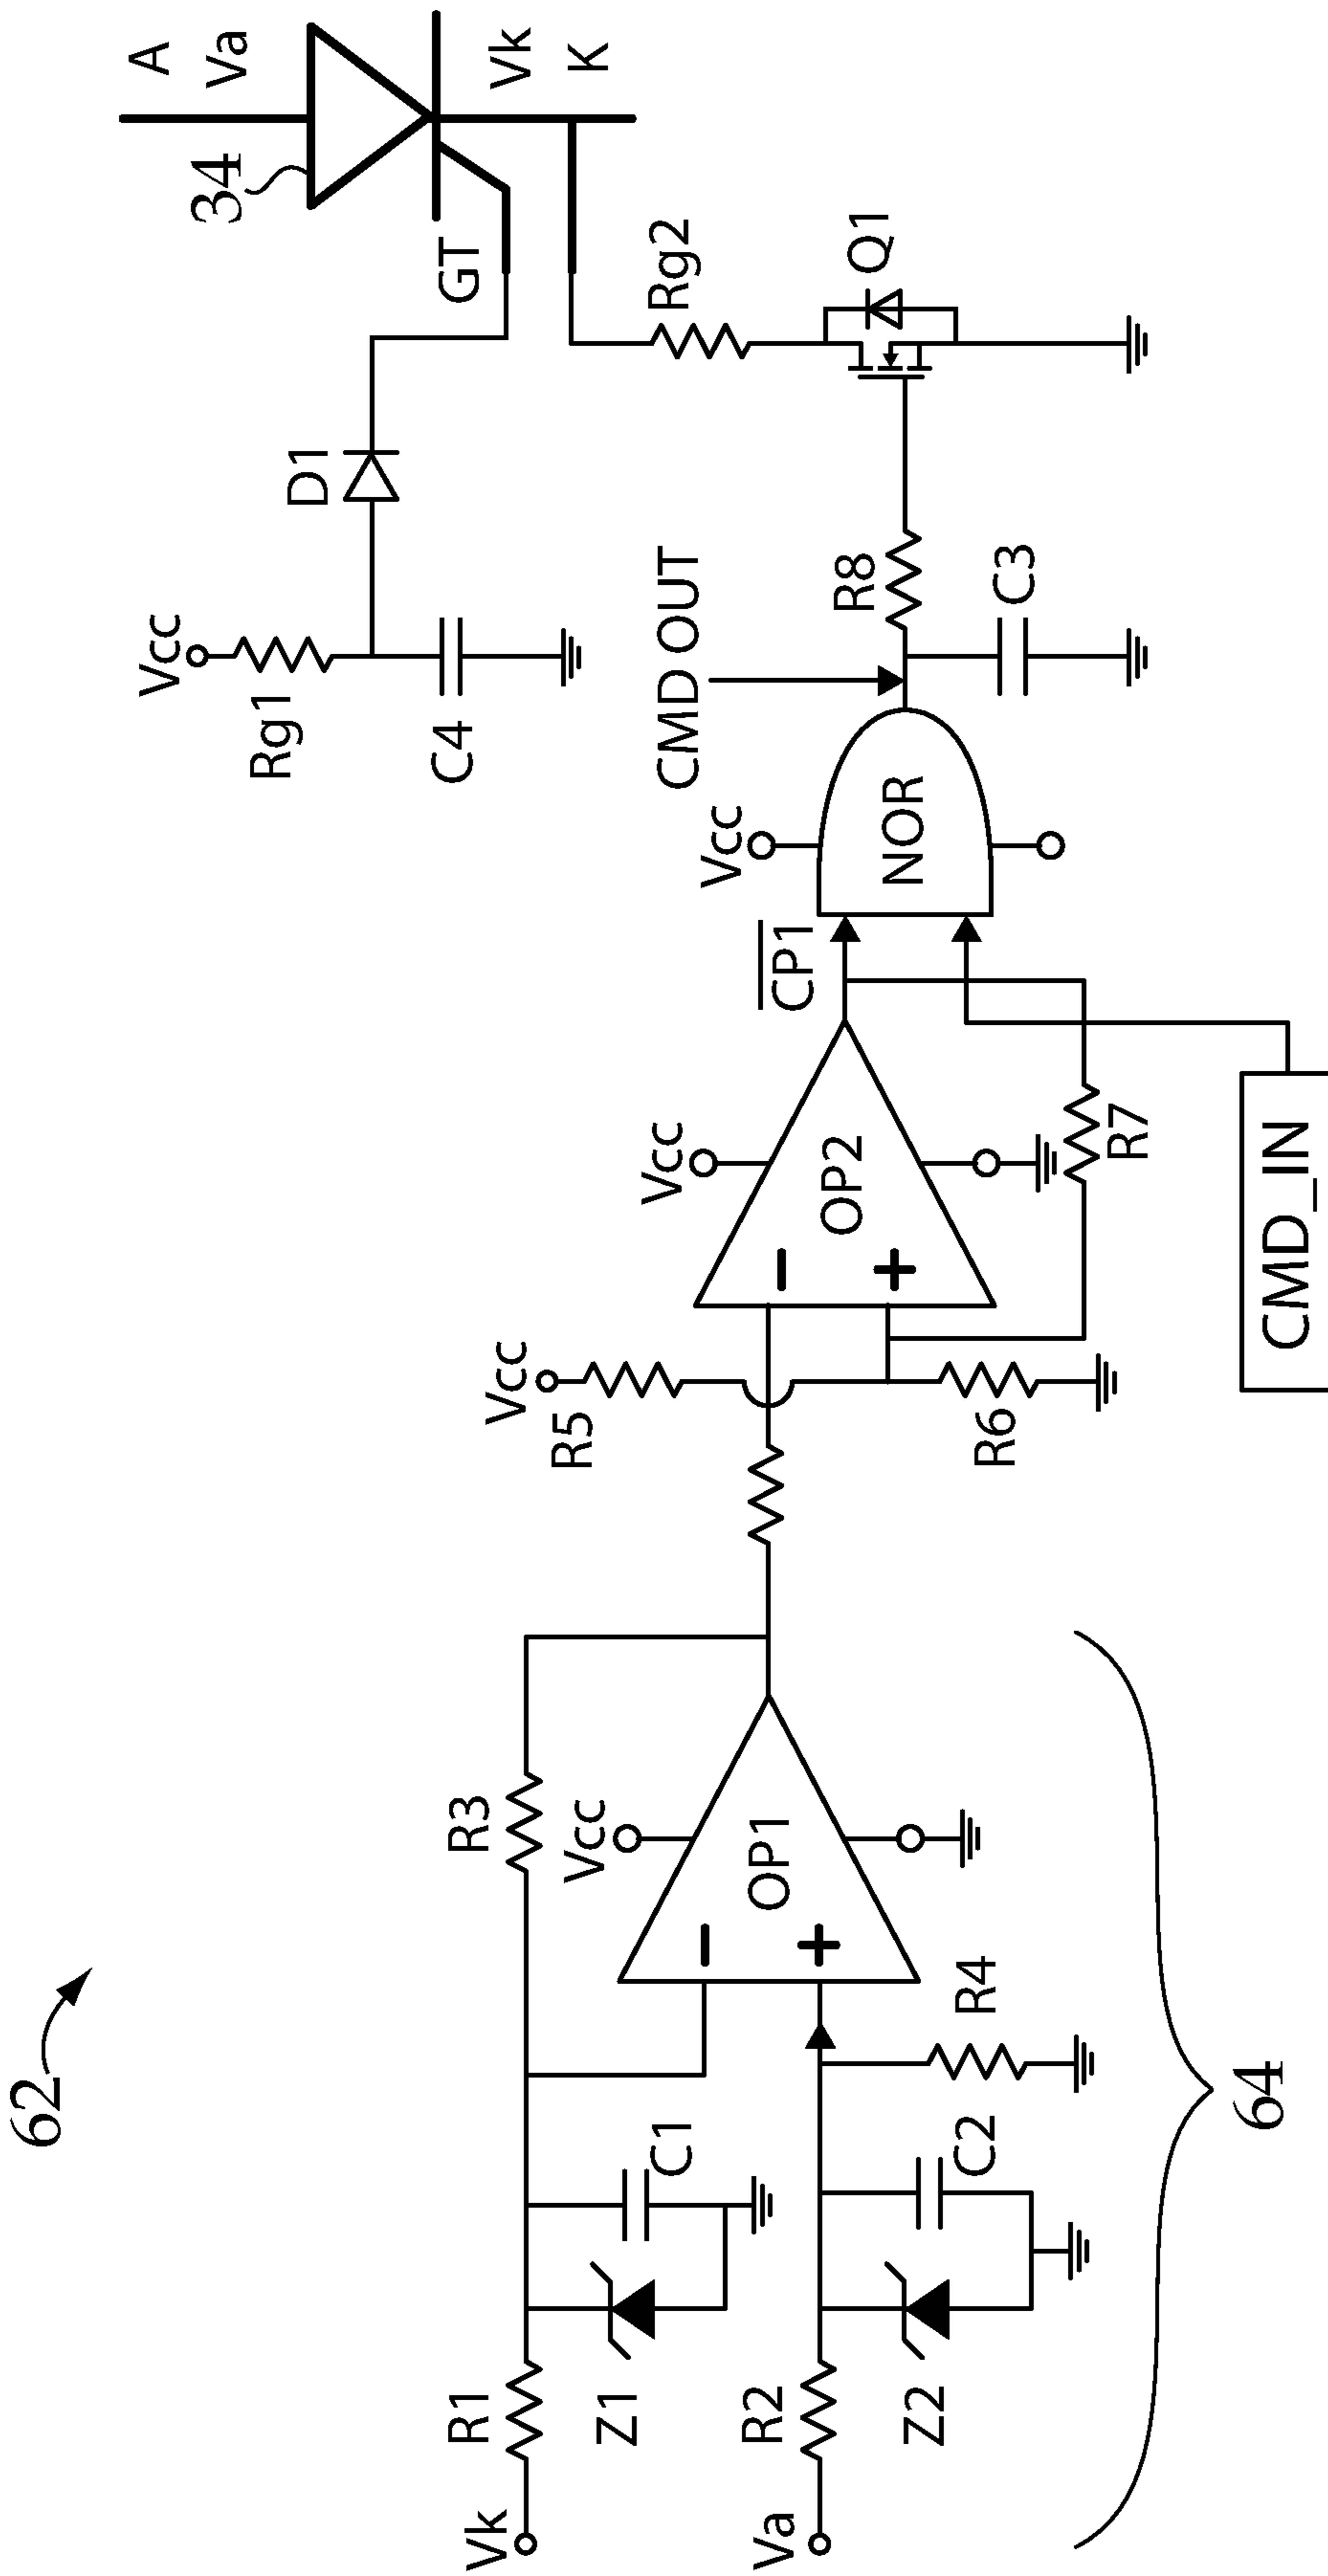 62
Vk
R1
Z1
C1
R3
Vcc
−
OP1
+
Va
R2
Z2
C2
R4
64
Vcc
R5
R6
Vcc
−
OP2
+
R7
CMD_IN
CP1
Vcc
NOR
CMD OUT
R8
C3
Vcc
Rg1
C4
D1
GT
34
A
Va
Vk
K
Rg2
Q1